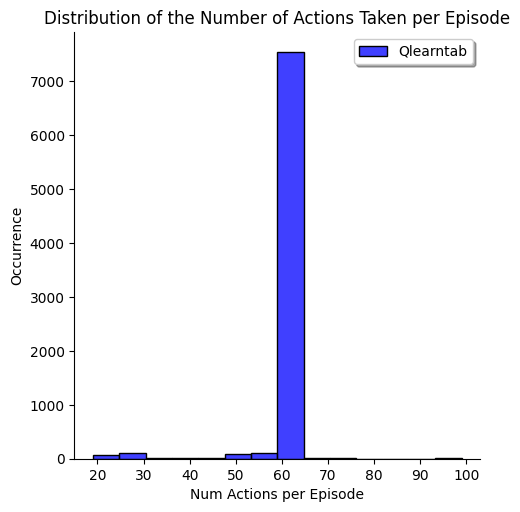 Distribution of the Number of Actions Taken per Episode
Qlearntab
7000
6000
5000
4000
3000
2000
1000
0
Occurrence
20 30 40 50 60 70 80 90 100
Num Actions per Episode